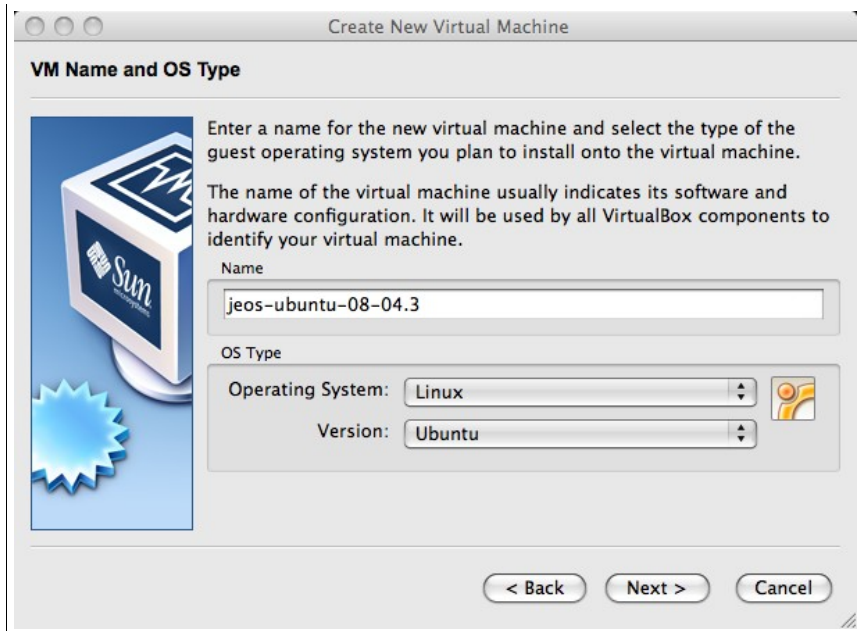 Create New Virtual Machine
VM Name and OS Type
Enter a name for the new virtual machine and select the type of the
guest operating system you plan to install onto the virtual machine.
The name of the virtual machine usually indicates its software and
hardware configuration. It will be used by all VirtualBox components to
identify your virtual machine.
Sun
microsystems
Name
jeos-ubuntu-08-04.3
OS Type
Operating System: Linux
Version: Ubuntu
< Back Next > Cancel